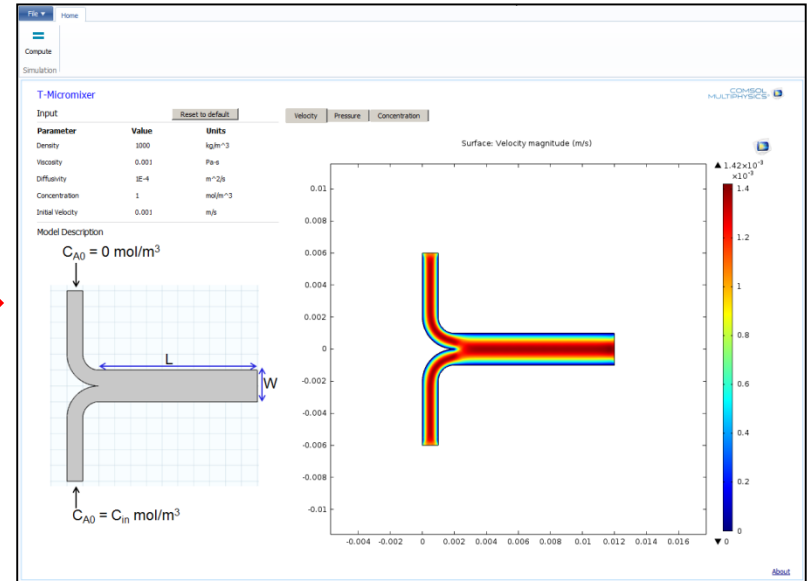 File ▼ Home
Compute
Simulation
T-Micromixer
COMSOL
MULTIPHYSICS®
Input Reset to default
Velocity Pressure Concentration
Parameter Value Units
Density 1000 kg/m^3
Viscosity 0.001 Pa-s
Diffusivity 1E-4 m^2/s
Concentration 1 mol/m^3
Initial Velocity 0.001 m/s
Model Description
C_A0 = 0 mol/m³
L
W
C_A0 = C_in mol/m³
Surface: Velocity magnitude (m/s)
▲ 1.42×10⁻³
×10⁻³
0.01
0.008
0.006
0.004
0.002
0
-0.002
-0.004
-0.006
-0.008
-0.01
-0.004 -0.002 0 0.002 0.004 0.006 0.008 0.010 0.012 0.014 0.016
1.4
1.2
1
0.8
0.6
0.4
0.2
0
▼ 0
About